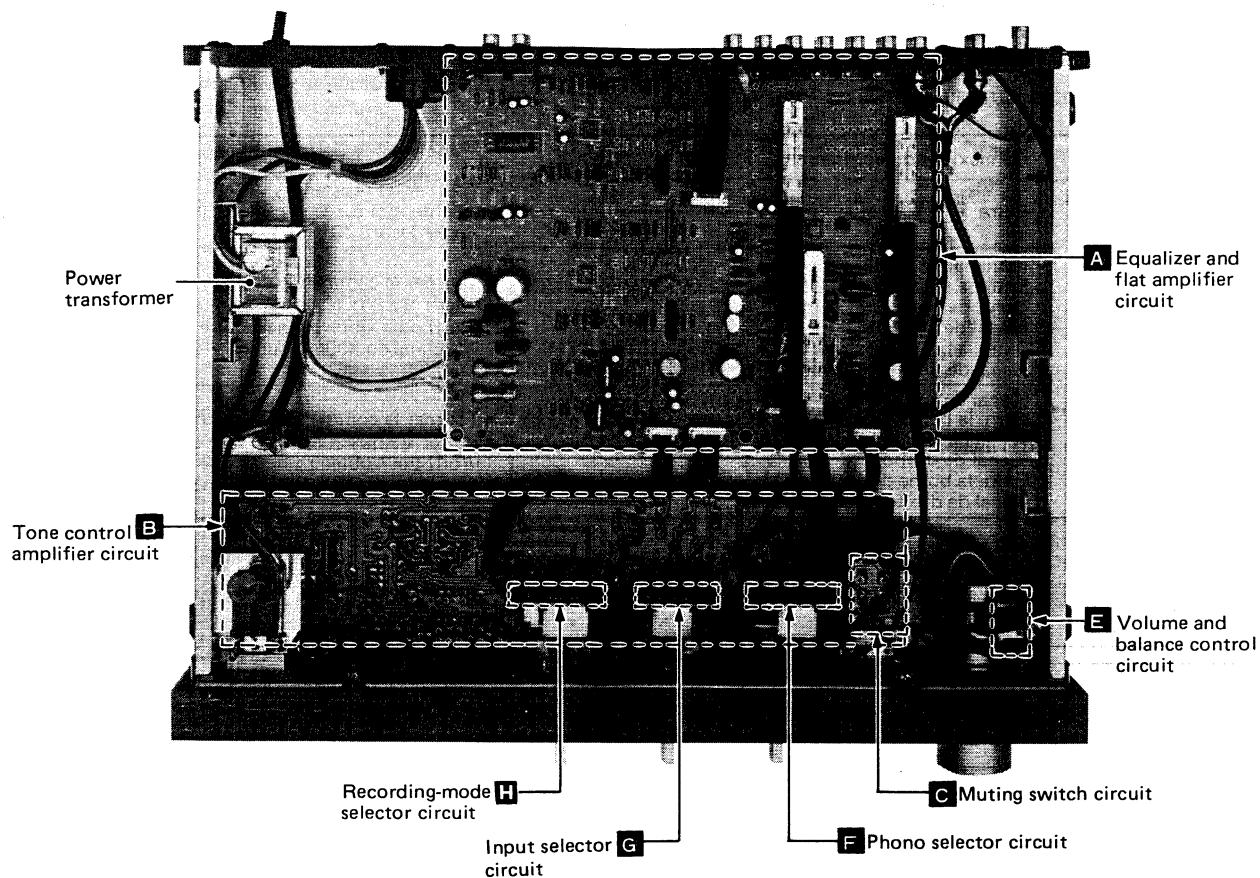 Power
transformer
A Equalizer and
flat amplifier
circuit
Tone control B
amplifier circuit
E Volume and
balance control
circuit
Recording-mode H
selector circuit
C Muting switch circuit
Input selector G
circuit
F Phono selector circuit